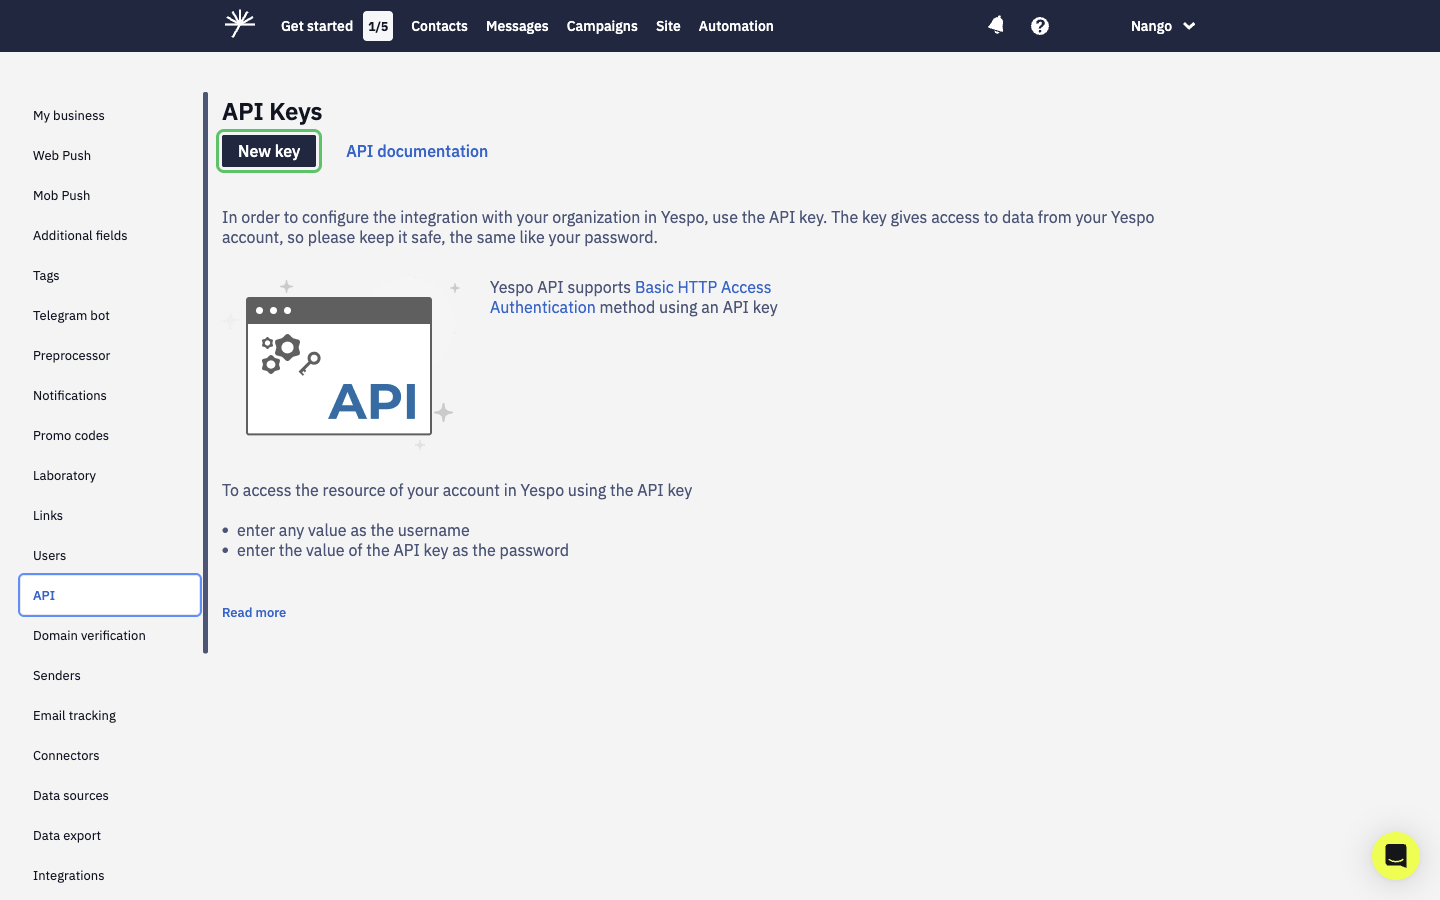 Get started 1/5 Contacts Messages Campaigns Site Automation Nango
My business
Web Push
Mob Push
Additional fields
Tags
Telegram bot
Preprocessor
Notifications
Promo codes
Laboratory
Links
Users
API
Domain verification
Senders
Email tracking
Connectors
Data sources
Data export
Integrations
API Keys
New key API documentation
In order to configure the integration with your organization in Yespo, use the API key. The key gives access to data from your Yespo
account, so please keep it safe, the same like your password.
API
Yespo API supports Basic HTTP Access
Authentication method using an API key
To access the resource of your account in Yespo using the API key
• enter any value as the username
• enter the value of the API key as the password
Read more